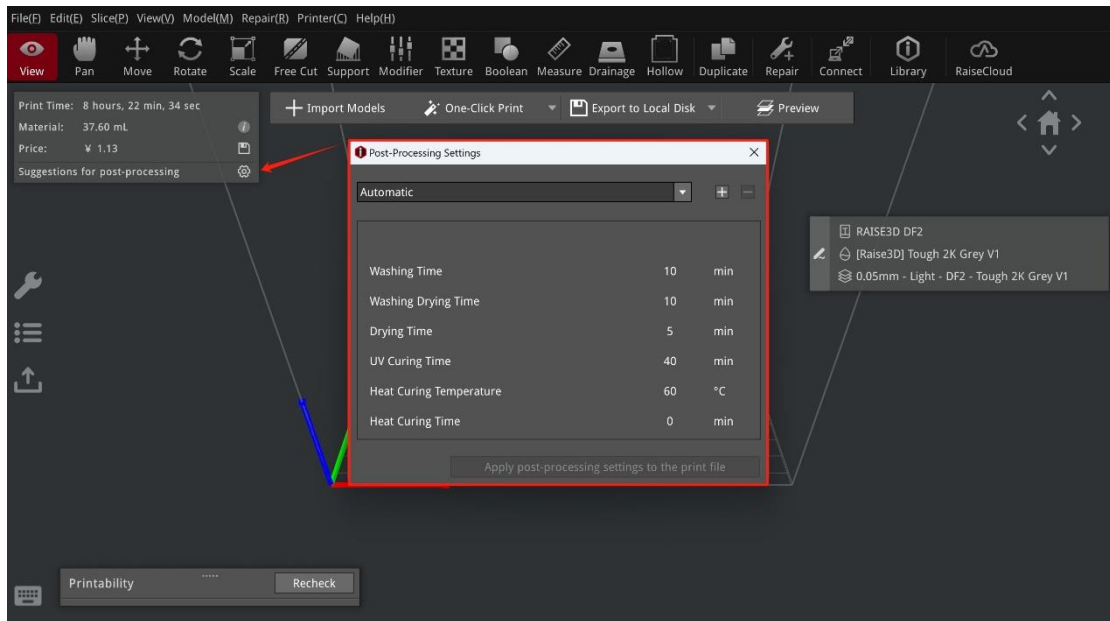 File(F) Edit(E) Slice(P) View(V) Model(M) Repair(R) Printer(C) Help(H)
View Pan Move Rotate Scale Free Cut Support Modifier Texture Boolean Measure Drainage Hollow Duplicate Repair Connect Library RaiseCloud
Print Time: 8 hours, 22 min, 34 sec
Material: 37.60 mL
Price: ¥ 1.13
Suggestions for post-processing
Import Models One-Click Print Export to Local Disk Preview
Post-Processing Settings
Automatic
Washing Time 10 min
Washing Drying Time 10 min
Drying Time 5 min
UV Curing Time 40 min
Heat Curing Temperature 60 °C
Heat Curing Time 0 min
Apply post-processing settings to the print file
RAISE3D DF2
[Raise3D] Tough 2K Grey V1
0.05mm - Light - DF2 - Tough 2K Grey V1
Printability Recheck